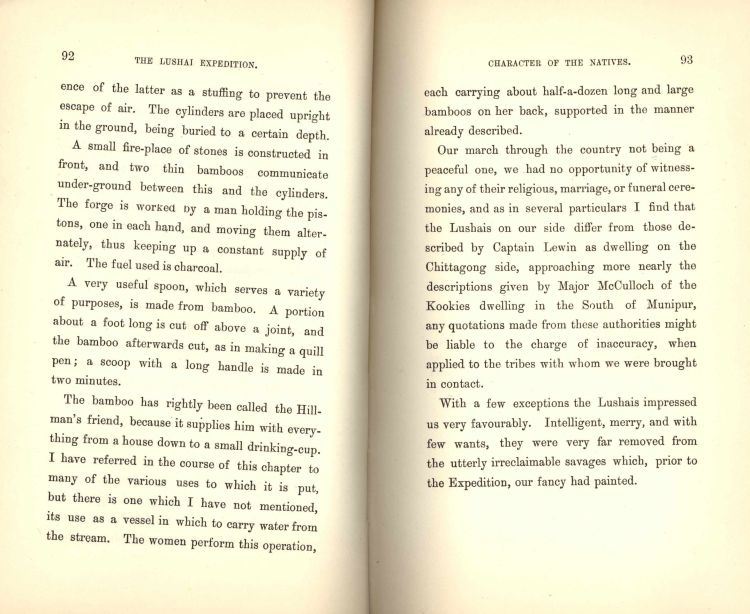 92
THE LUSHAI EXPEDITION.
ence of the latter as a stuffing to prevent the
escape of air. The cylinders are placed upright
in the ground, being buried to a certain depth.
A small fire-place of stones is constructed in
front, and two thin bamboos communicate
under-ground between this and the cylinders.
The forge is worked by a man holding the pis-
tons, one in each hand, and moving them alter-
nately, thus keeping up a constant supply of
air. The fuel used is charcoal.
A very useful spoon, which serves a variety
of purposes, is made from bamboo. A portion
about a foot long is cut off above a joint, and
the bamboo afterwards cut, as in making a quill
pen; a scoop with a long handle is made in
two minutes.
The bamboo has rightly been called the Hill-
man's friend, because it supplies him with every-
thing from a house down to a small drinking-cup.
I have referred in the course of this chapter to
many of the various uses to which it is put,
but there is one which I have not mentioned,
its use as a vessel in which to carry water from
the stream. The women perform this operation,
CHARACTER OF THE NATIVES.
93
each carrying about half-a-dozen long and large
bamboos on her back, supported in the manner
already described.
Our march through the country not being a
peaceful one, we had no opportunity of witness-
ing any of their religious, marriage, or funeral cere-
monies, and as in several particulars I find that
the Lushais on our side differ from those de-
scribed by Captain Lewin as dwelling on the
Chittagong side, approaching more nearly the
descriptions given by Major McCulloch of the
Kookies dwelling in the South of Munipur,
any quotations made from these authorities might
be liable to the charge of inaccuracy, when
applied to the tribes with whom we were brought
in contact.
With a few exceptions the Lushais impressed
us very favourably. Intelligent, merry, and with
few wants, they were very far removed from
the utterly irreclaimable savages which, prior to
the Expedition, our fancy had painted.